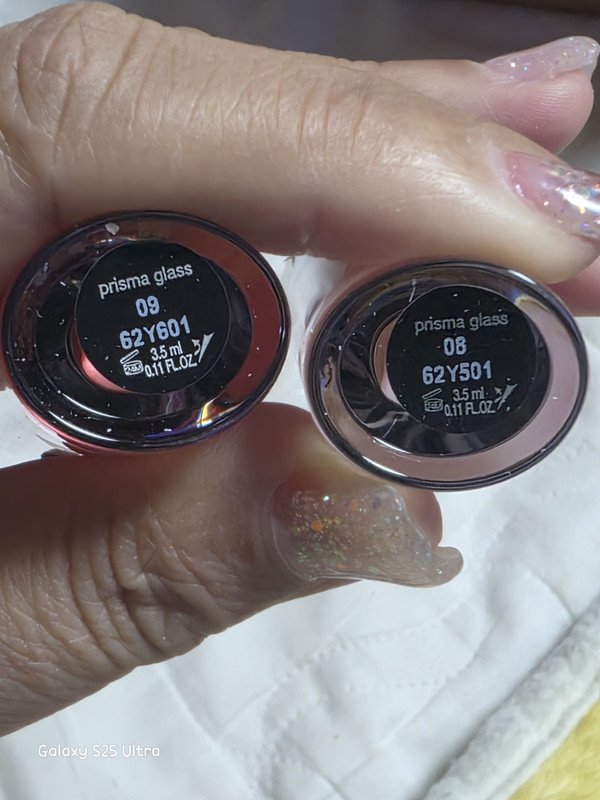 prisma glass
09
62Y601
3.5 ml
0.11 FL.OZ.
prisma glass
08
62Y501
3.5 ml
0.11 FL.OZ.
Galaxy S25 Ultra